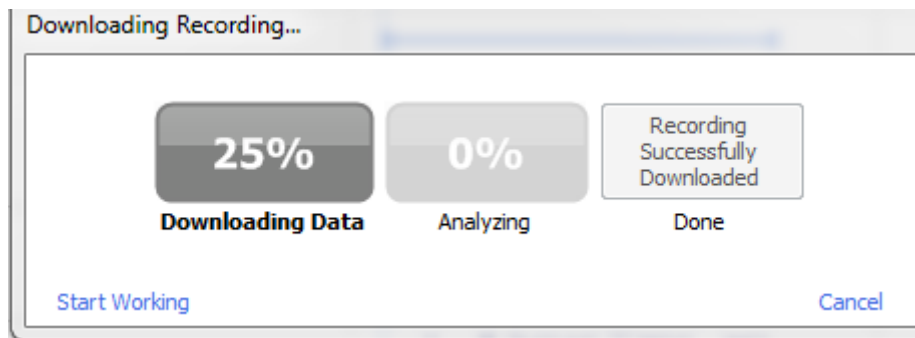 Downloading Recording...
25%
0%
Recording
Successfully
Downloaded
Downloading Data
Analyzing
Done
Start Working
Cancel